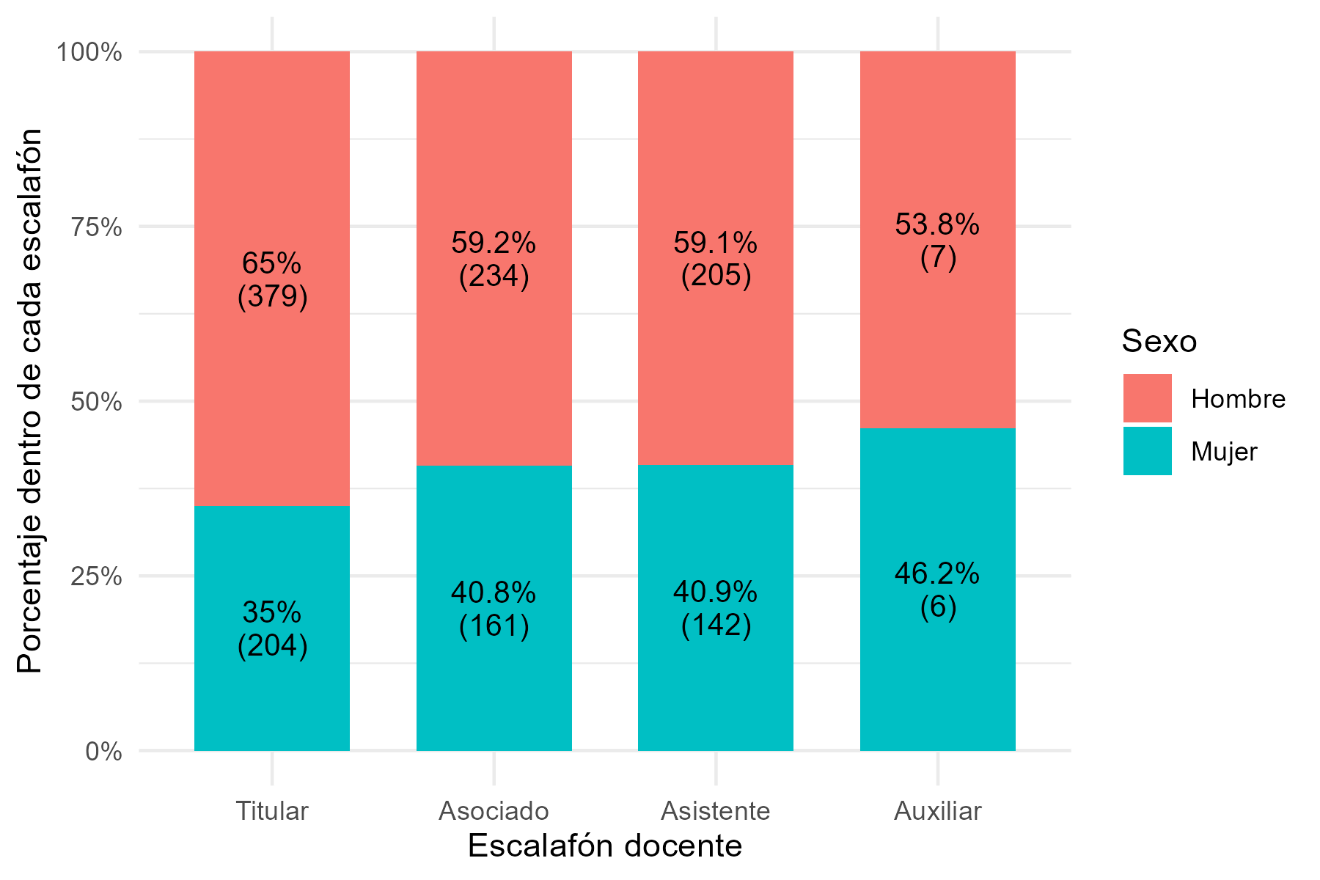 Porcentaje dentro de cada escalafón
100%
75%
50%
25%
0%
65%
(379)
59.2%
(234)
59.1%
(205)
53.8%
(7)
35%
(204)
40.8%
(161)
40.9%
(142)
46.2%
(6)
Titular
Asociado
Asistente
Auxiliar
Escalafón docente
Sexo
Hombre
Mujer